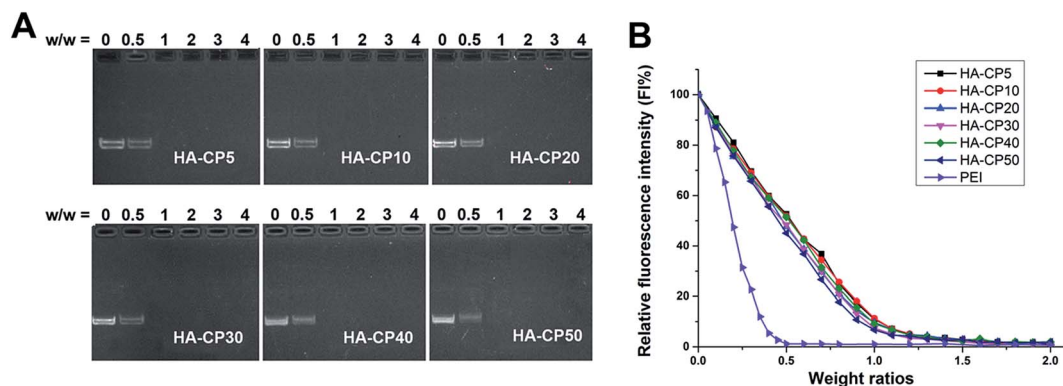 A
w/w = 0 0.5 1 2 3 4 0 0.5 1 2 3 4 0 0.5 1 2 3 4
HA-CP5 HA-CP10 HA-CP20
w/w = 0 0.5 1 2 3 4 0 0.5 1 2 3 4 0 0.5 1 2 3 4
HA-CP30 HA-CP40 HA-CP50
B
Relative fluorescence intensity (FI%)
100
80
60
40
20
0
HA-CP5
HA-CP10
HA-CP20
HA-CP30
HA-CP40
HA-CP50
PEI
0.0 0.5 1.0 1.5 2.0
Weight ratios